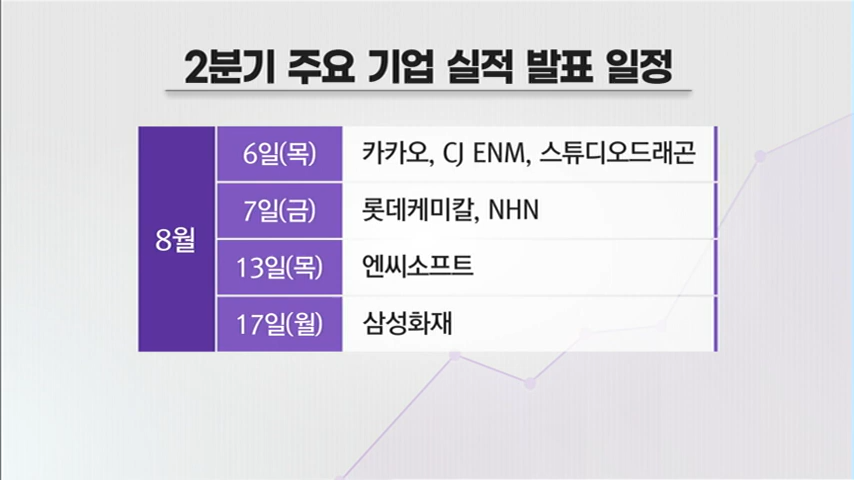 2분기 주요 기업 실적 발표 일정
8월
6일(목) 카카오, CJ ENM, 스튜디오드래곤
7일(금) 롯데케미칼, NHN
13일(목) 엔씨소프트
17일(월) 삼성화재